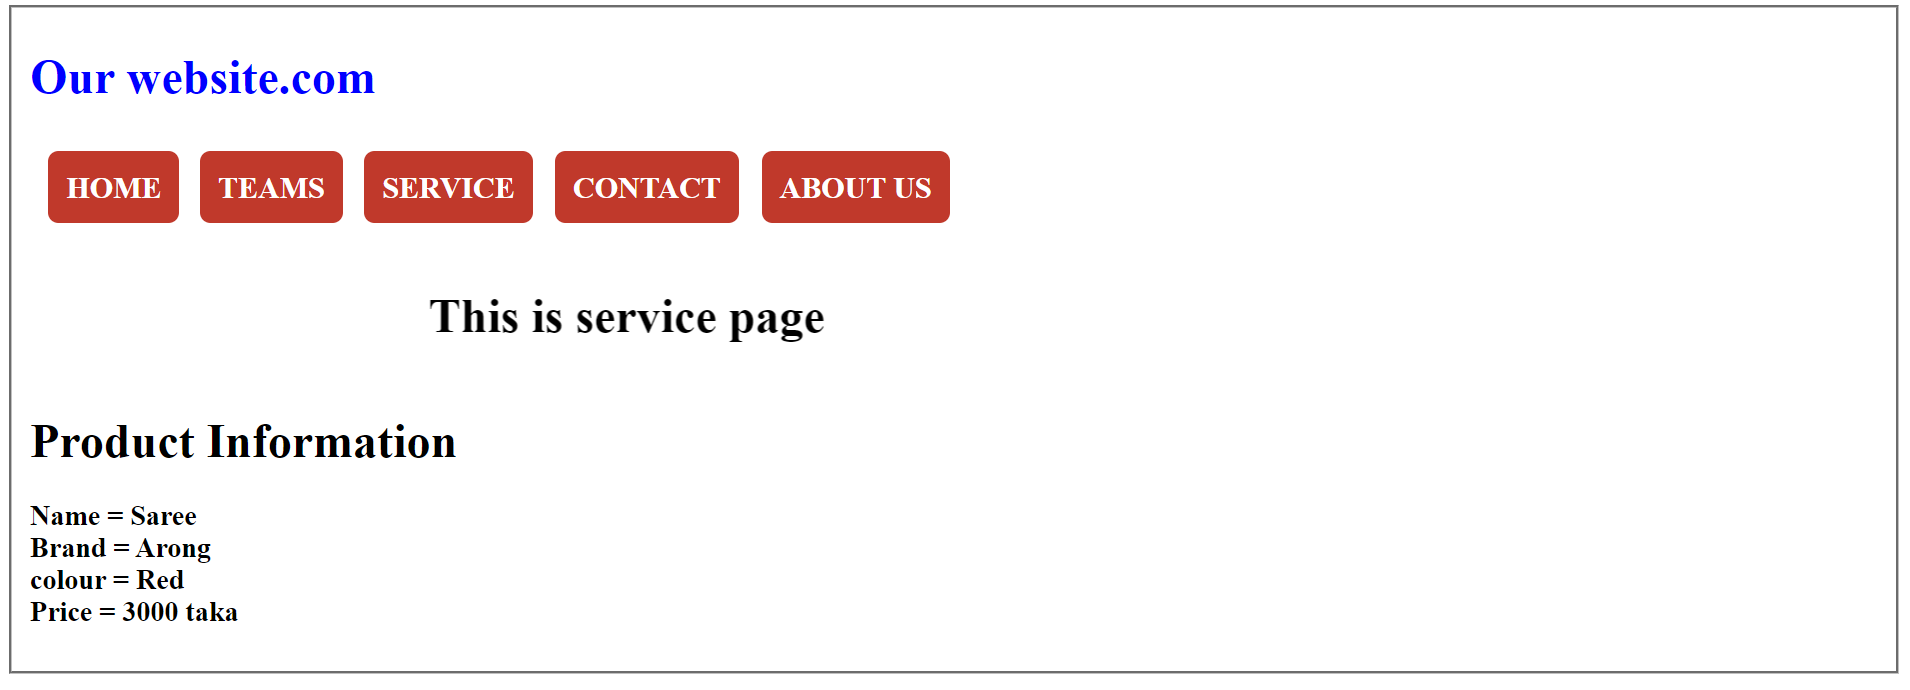 Our website.com
HOME TEAMS SERVICE CONTACT ABOUT US
This is service page
Product Information
Name = Saree
Brand = Arong
colour = Red
Price = 3000 taka